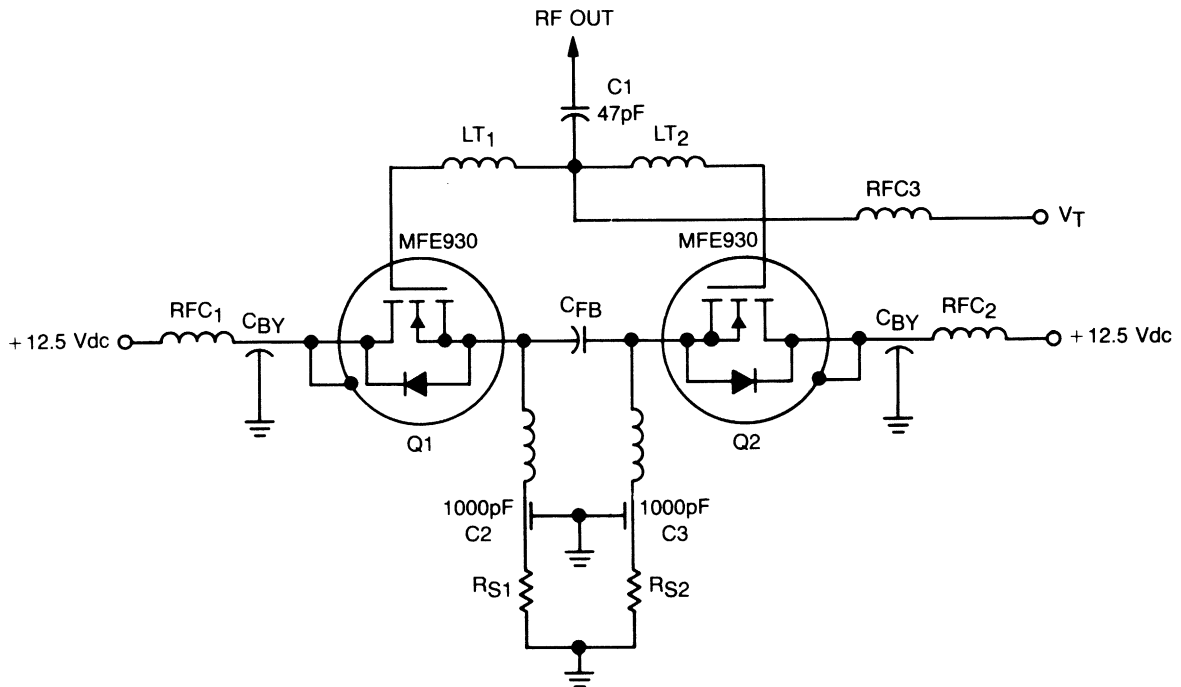 RF OUT
C1
47pF
LT1
LT2
RFC3
VT
MFE930
MFE930
RFC1
CBY
CFB
CBY
RFC2
+12.5 Vdc
+12.5 Vdc
Q1
Q2
1000pF
C2
1000pF
C3
RS1
RS2